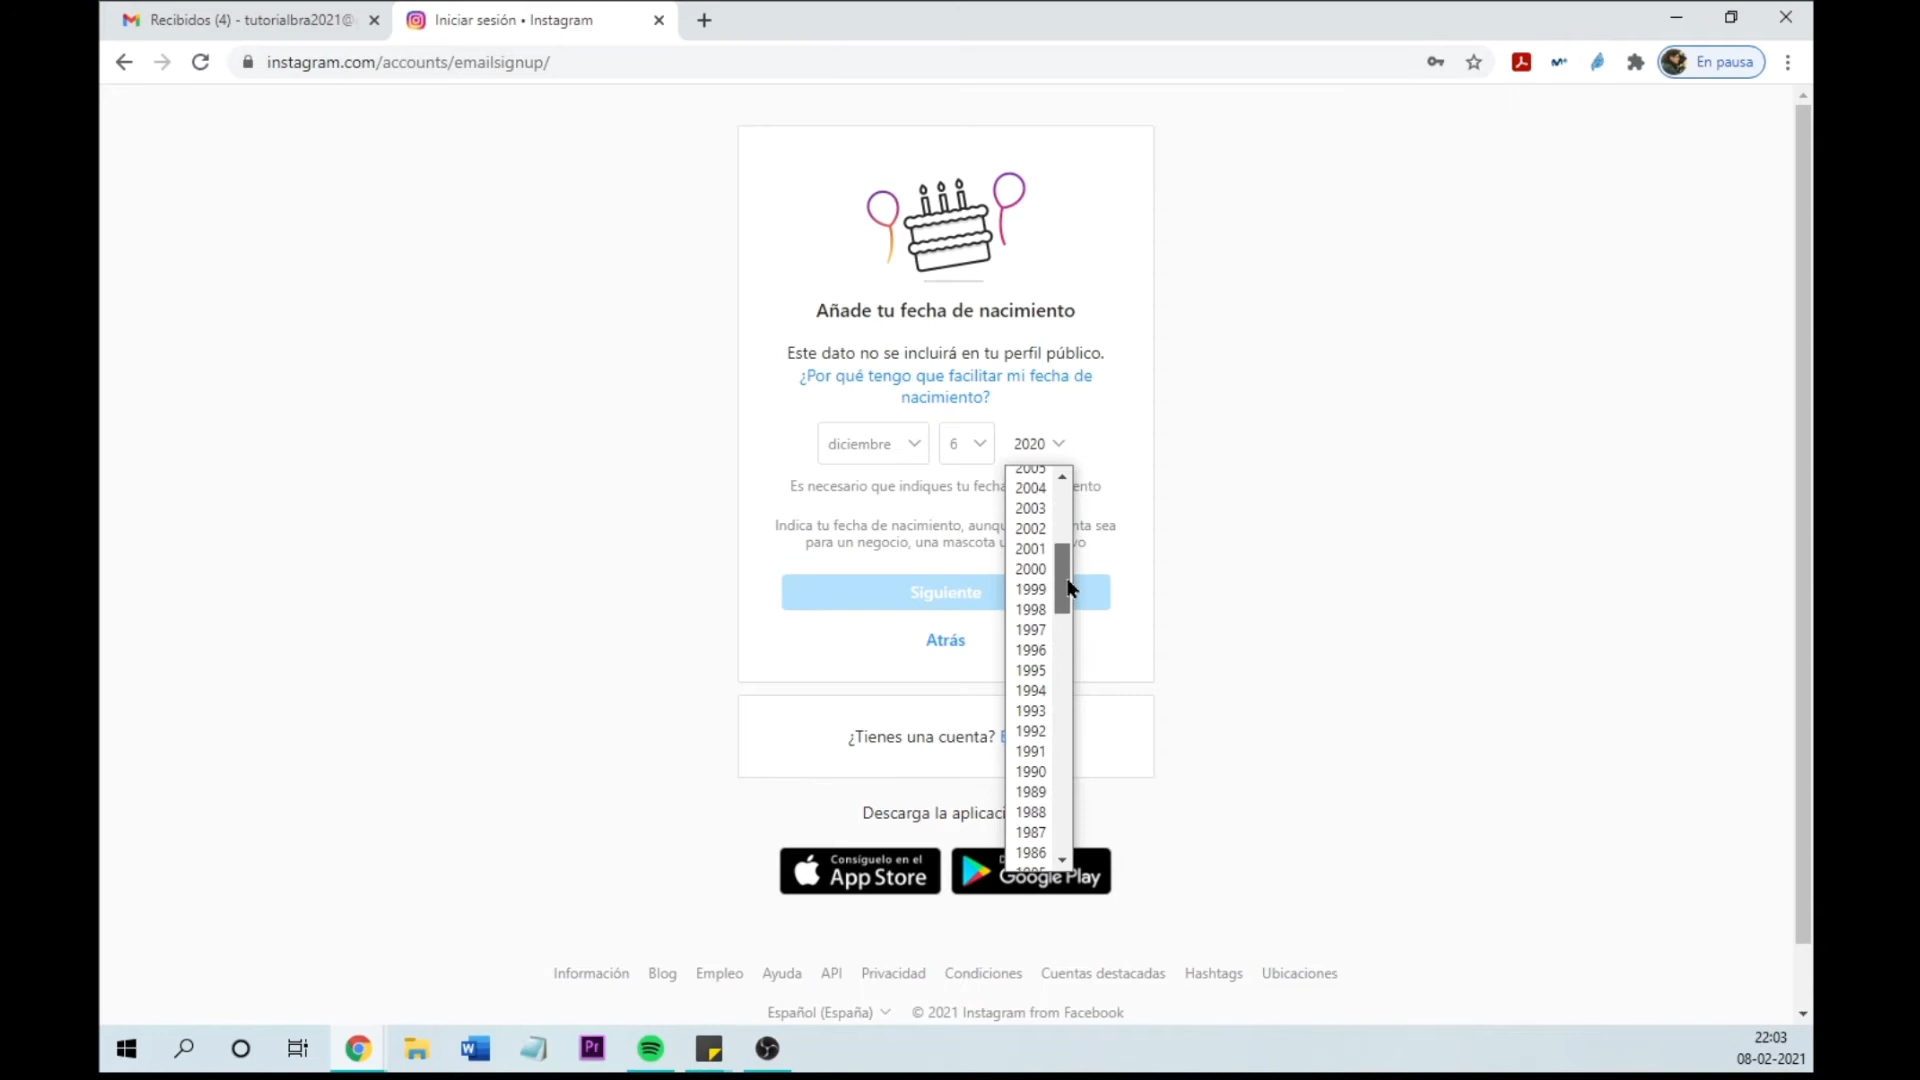 Recibidos (4) - tutorialbra2021@
Iniciar sesión • Instagram
instagram.com/accounts/emailsignup/
En pausa
Añade tu fecha de nacimiento
Este dato no se incluirá en tu perfil público.
¿Por qué tengo que facilitar mi fecha de
nacimiento?
diciembre
6
2020
Es necesario que indiques tu fecha
ento
Indica tu fecha de nacimiento, aunq
nta sea
para un negocio, una mascota u
vo
2005
2004
2003
2002
2001
2000
1999
1998
1997
1996
1995
1994
1993
1992
1991
1990
1989
1988
1987
1986
Siguiente
Atrás
¿Tienes una cuenta?
Descarga la aplicaci
Consíguelo en el
App Store
Google Play
Información Blog Empleo Ayuda API Privacidad Condiciones Cuentas destacadas Hashtags Ubicaciones
Español (España) © 2021 Instagram from Facebook
W
Pr
22:03
08-02-2021